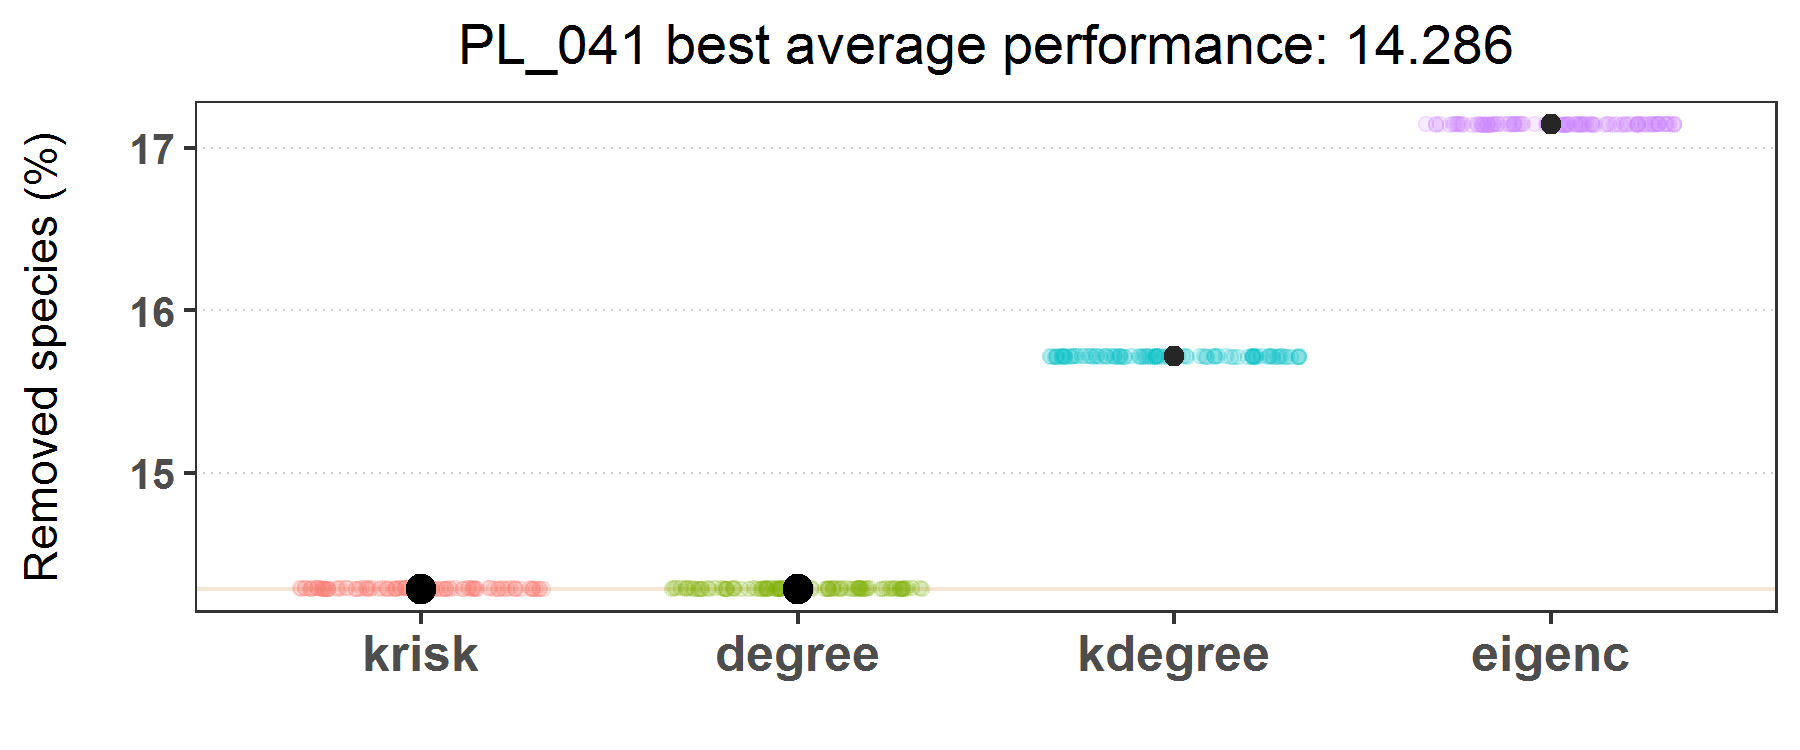 PL_041 best average performance: 14.286
Removed species (%)
17
16
15
krisk degree kdegree eigenc